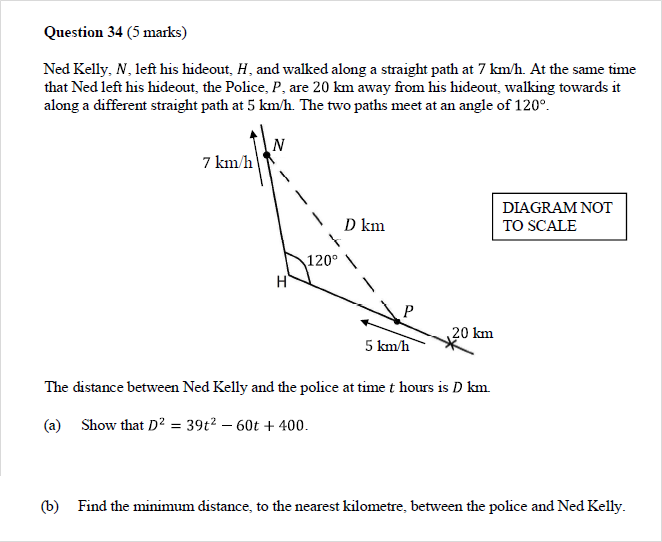 Question 34 (5 marks)
Ned Kelly, N, left his hideout, H, and walked along a straight path at 7 km/h. At the same time
that Ned left his hideout, the Police, P, are 20 km away from his hideout, walking towards it
along a different straight path at 5 km/h. The two paths meet at an angle of 120°.
N
7 km/h
DIAGRAM NOT
TO SCALE
D km
120°
H
P
20 km
5 km/h
The distance between Ned Kelly and the police at time t hours is D km.
(a) Show that D² = 39t² − 60t + 400.
(b) Find the minimum distance, to the nearest kilometre, between the police and Ned Kelly.